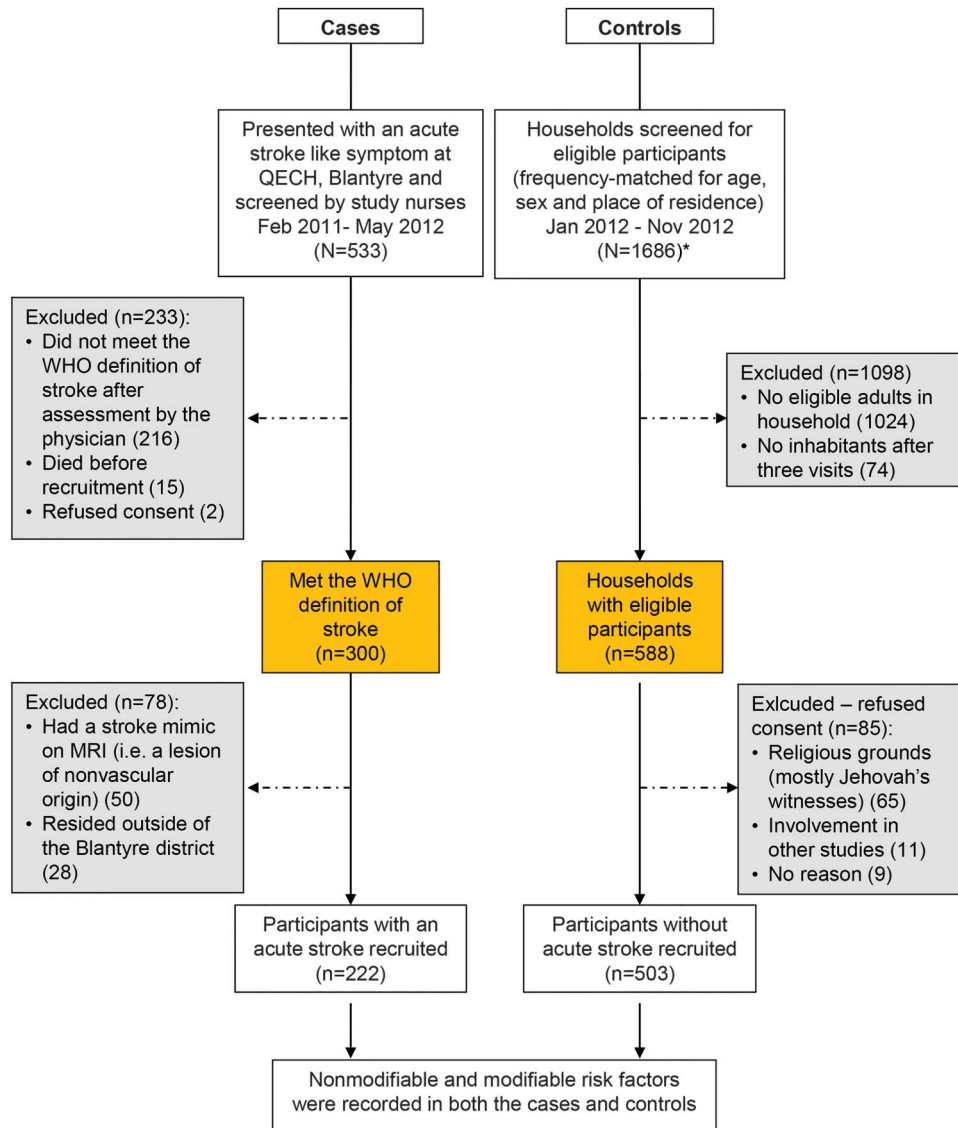 Cases
Controls
Presented with an acute
stroke like symptom at
QECH, Blantyre and
screened by study nurses
Feb 2011- May 2012
(N=533)
Households screened for
eligible participants
(frequency-matched for age,
sex and place of residence)
Jan 2012 - Nov 2012
(N=1686)*
Excluded (n=233):
• Did not meet the
WHO definition of
stroke after
assessment by the
physician (216)
• Died before
recruitment (15)
• Refused consent (2)
Excluded (n=1098)
• No eligible adults in
household (1024)
• No inhabitants after
three visits (74)
Met the WHO
definition of
stroke
(n=300)
Households
with eligible
participants
(n=588)
Excluded (n=78):
• Had a stroke mimic
on MRI (i.e. a lesion
of nonvascular
origin) (50)
• Resided outside of
the Blantyre district
(28)
Exlcuded – refused
consent (n=85):
• Religious grounds
(mostly Jehovah's
witnesses) (65)
• Involvement in
other studies (11)
• No reason (9)
Participants with an
acute stroke recruited
(n=222)
Participants without
acute stroke recruited
(n=503)
Nonmodifiable and modifiable risk factors
were recorded in both the cases and controls